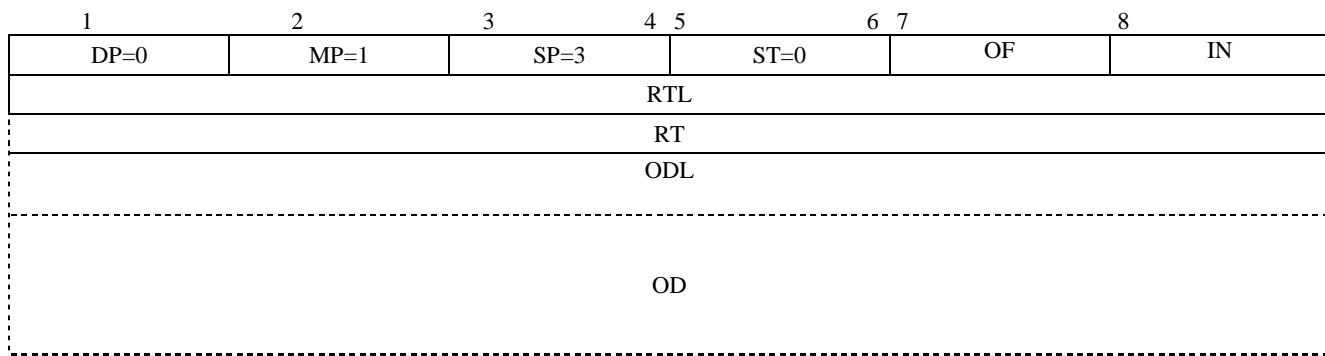 1 2 3 4 5 6 7 8
DP=0 MP=1 SP=3 ST=0 OF IN
RTL
RT
ODL
OD